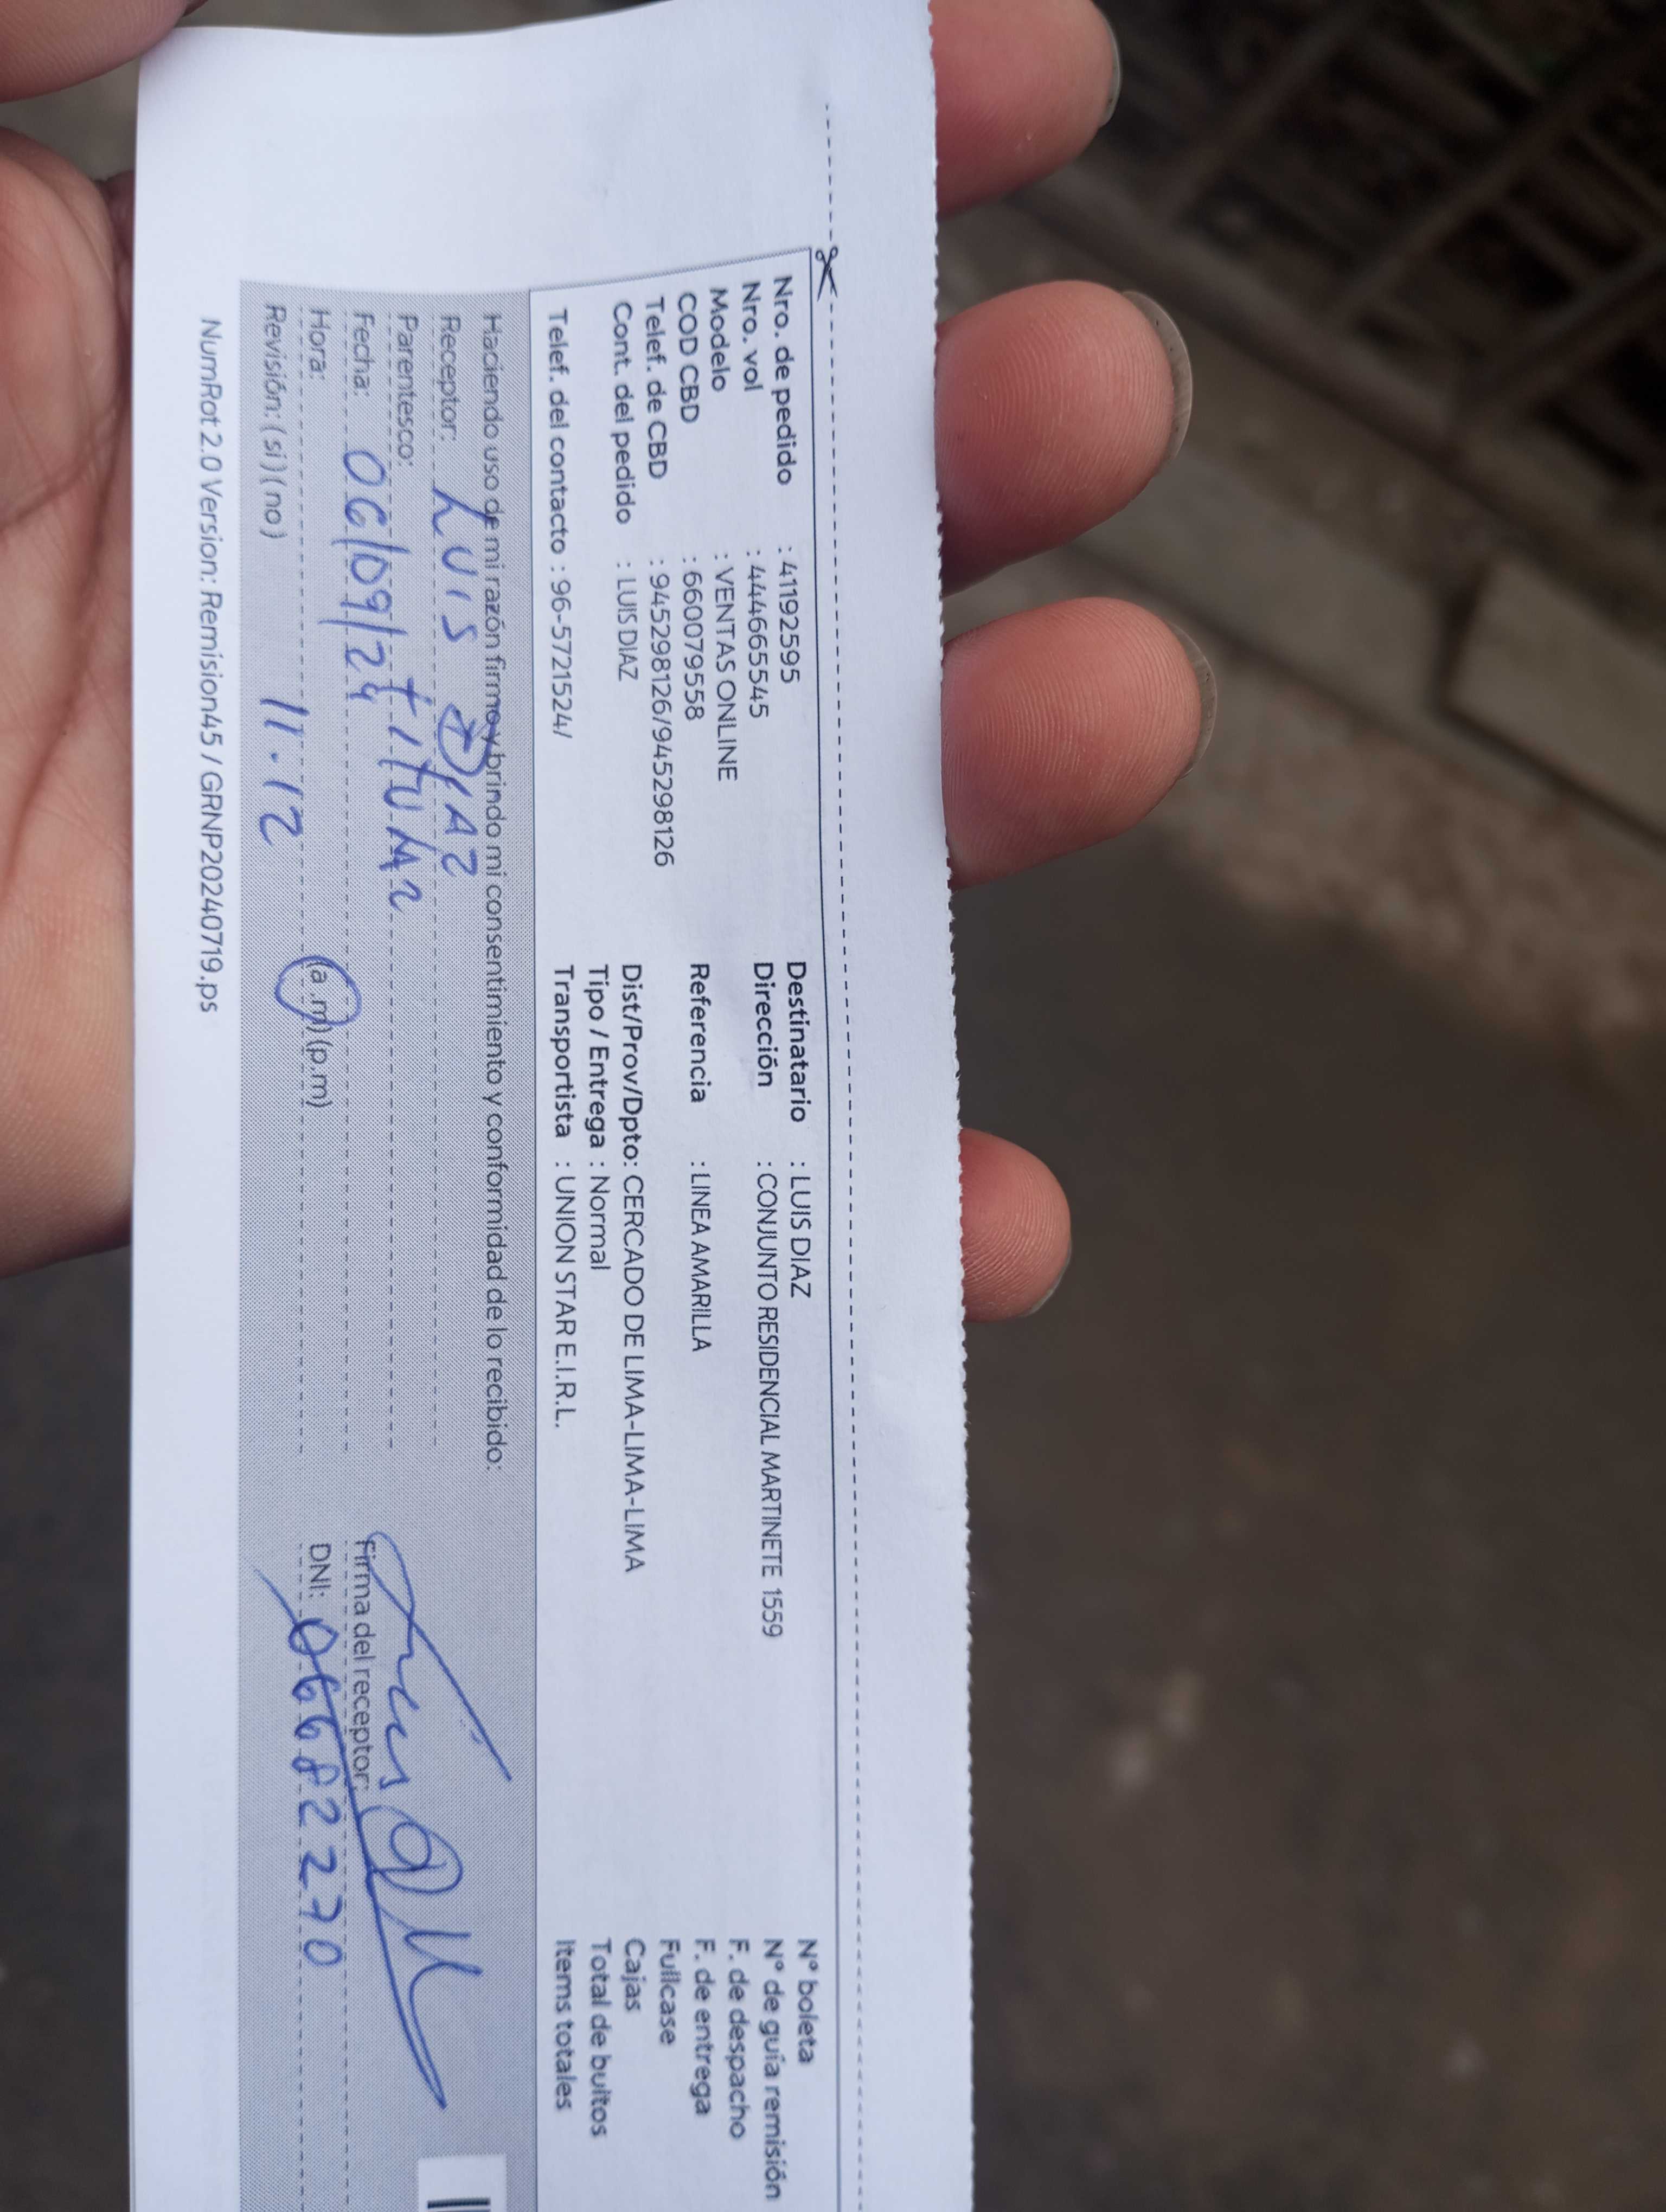 Nro. de pedido : 41192595 Destinatario : LUIS DIAZ N° boleta
Nro. vol : 444665545 Dirección : CONJUNTO RESIDENCIAL MARTINETE 1559 N° de guía remisión
Modelo : VENTAS ONLINE F. de despacho
COD CBD : 660079558 Referencia : LINEA AMARILLA F. de entrega
Telef. de CBD : 945298126/945298126 Fullcase
Cont. del pedido : LUIS DIAZ Dist/Prov/Dpto: CERCADO DE LIMA-LIMA-LIMA Cajas
Tipo / Entrega : Normal Total de bultos
Telef. del contacto : 96-5721524/ Transportista : UNION STAR E.I.R.L. Items totales
Haciendo uso de mi razón firmo y brindo mi consentimiento y conformidad de lo recibido:
Receptor: LUIS DIAZ
Parentesco: TITULAR
Fecha: 06/09/24 Firma del receptor:
Hora: 11.12 (a.m) (p.m) DNI: 06682270
Revisión: (si) (no)
NumRot 2.0 Version: Remision45 / GRNP20240719.ps